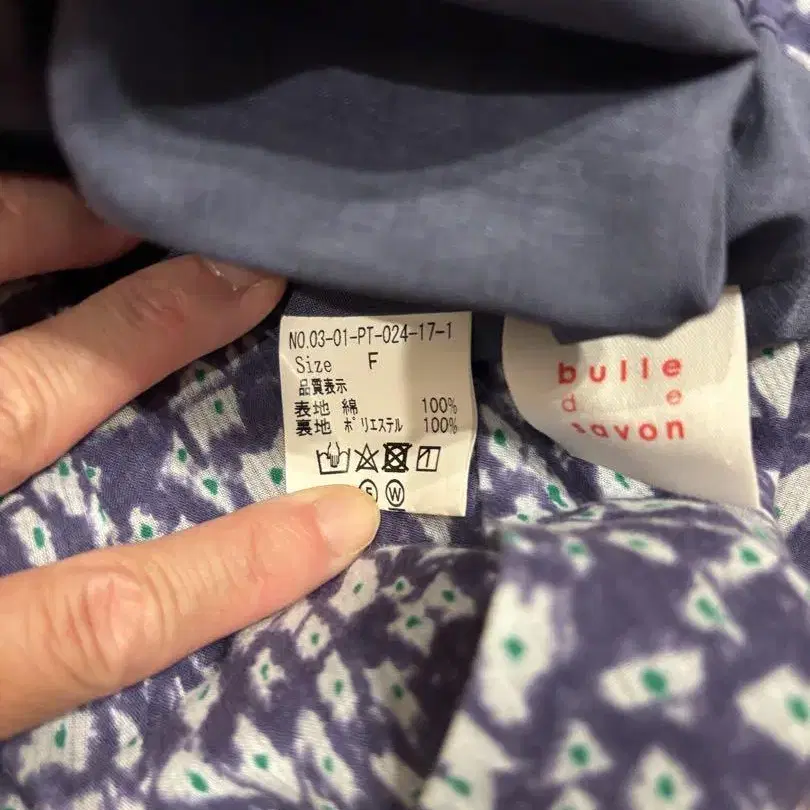 NO.03-01-PT-024-17-1
Size F
品質表示
表地 綿 100%
裏地 ポリエステル 100%
F W
bulle
d e
savon